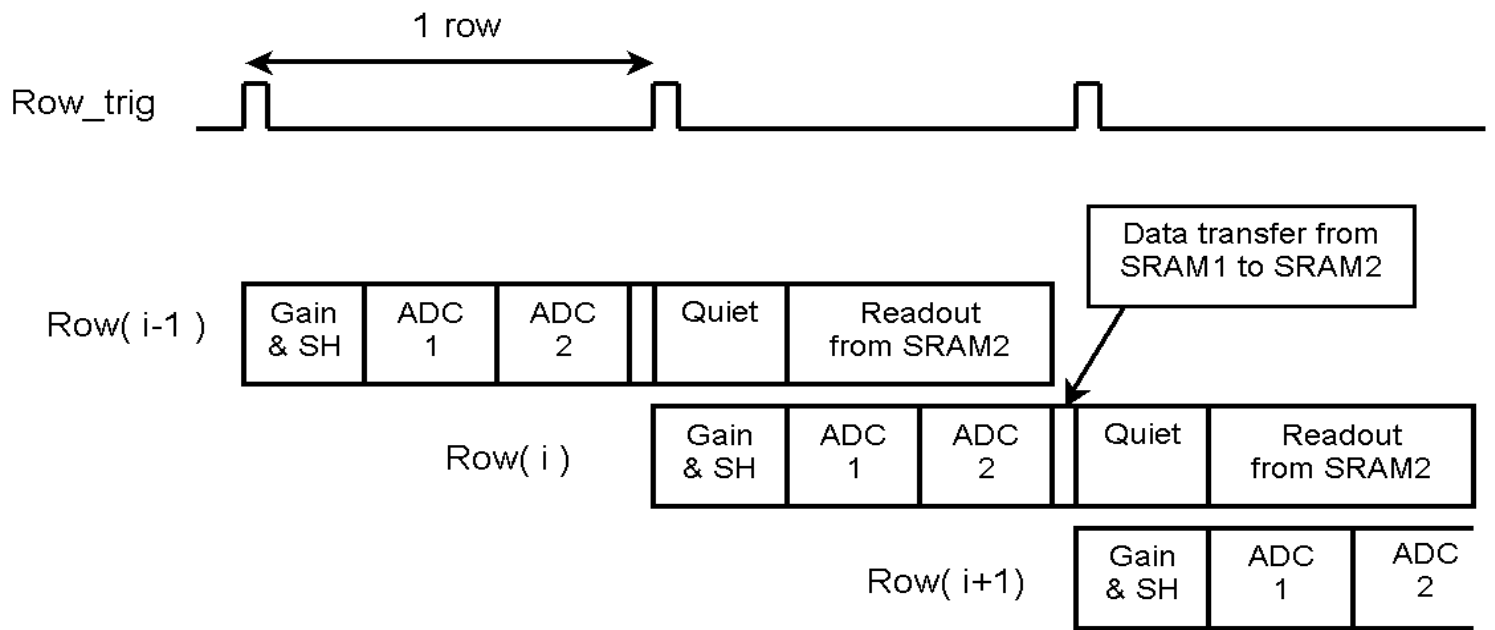 1 row
Row_trig
Data transfer from
SRAM1 to SRAM2
Row( i-1 )
Gain
& SH
ADC
1
ADC
2
Quiet
Readout
from SRAM2
Row( i )
Gain
& SH
ADC
1
ADC
2
Quiet
Readout
from SRAM2
Row( i+1)
Gain
& SH
ADC
1
ADC
2